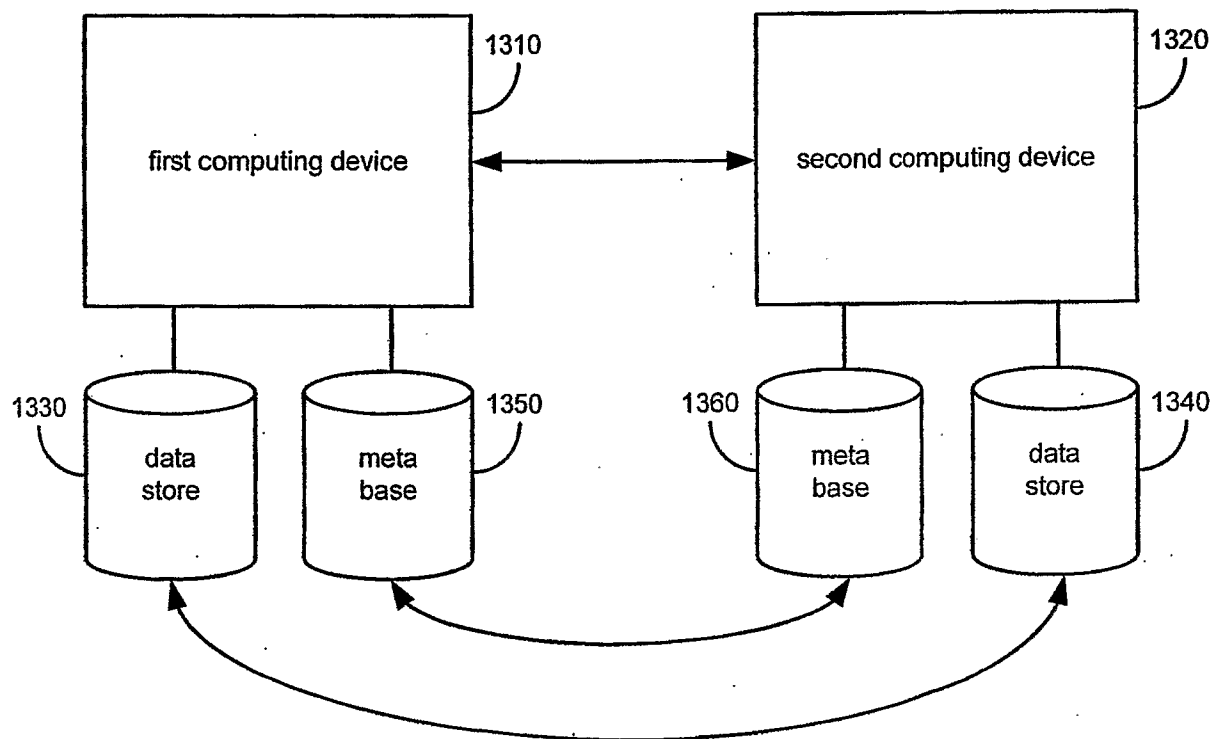 1310
1320
first computing device
second computing device
1330
1350
1360
1340
data
store
meta
base
meta
base
data
store